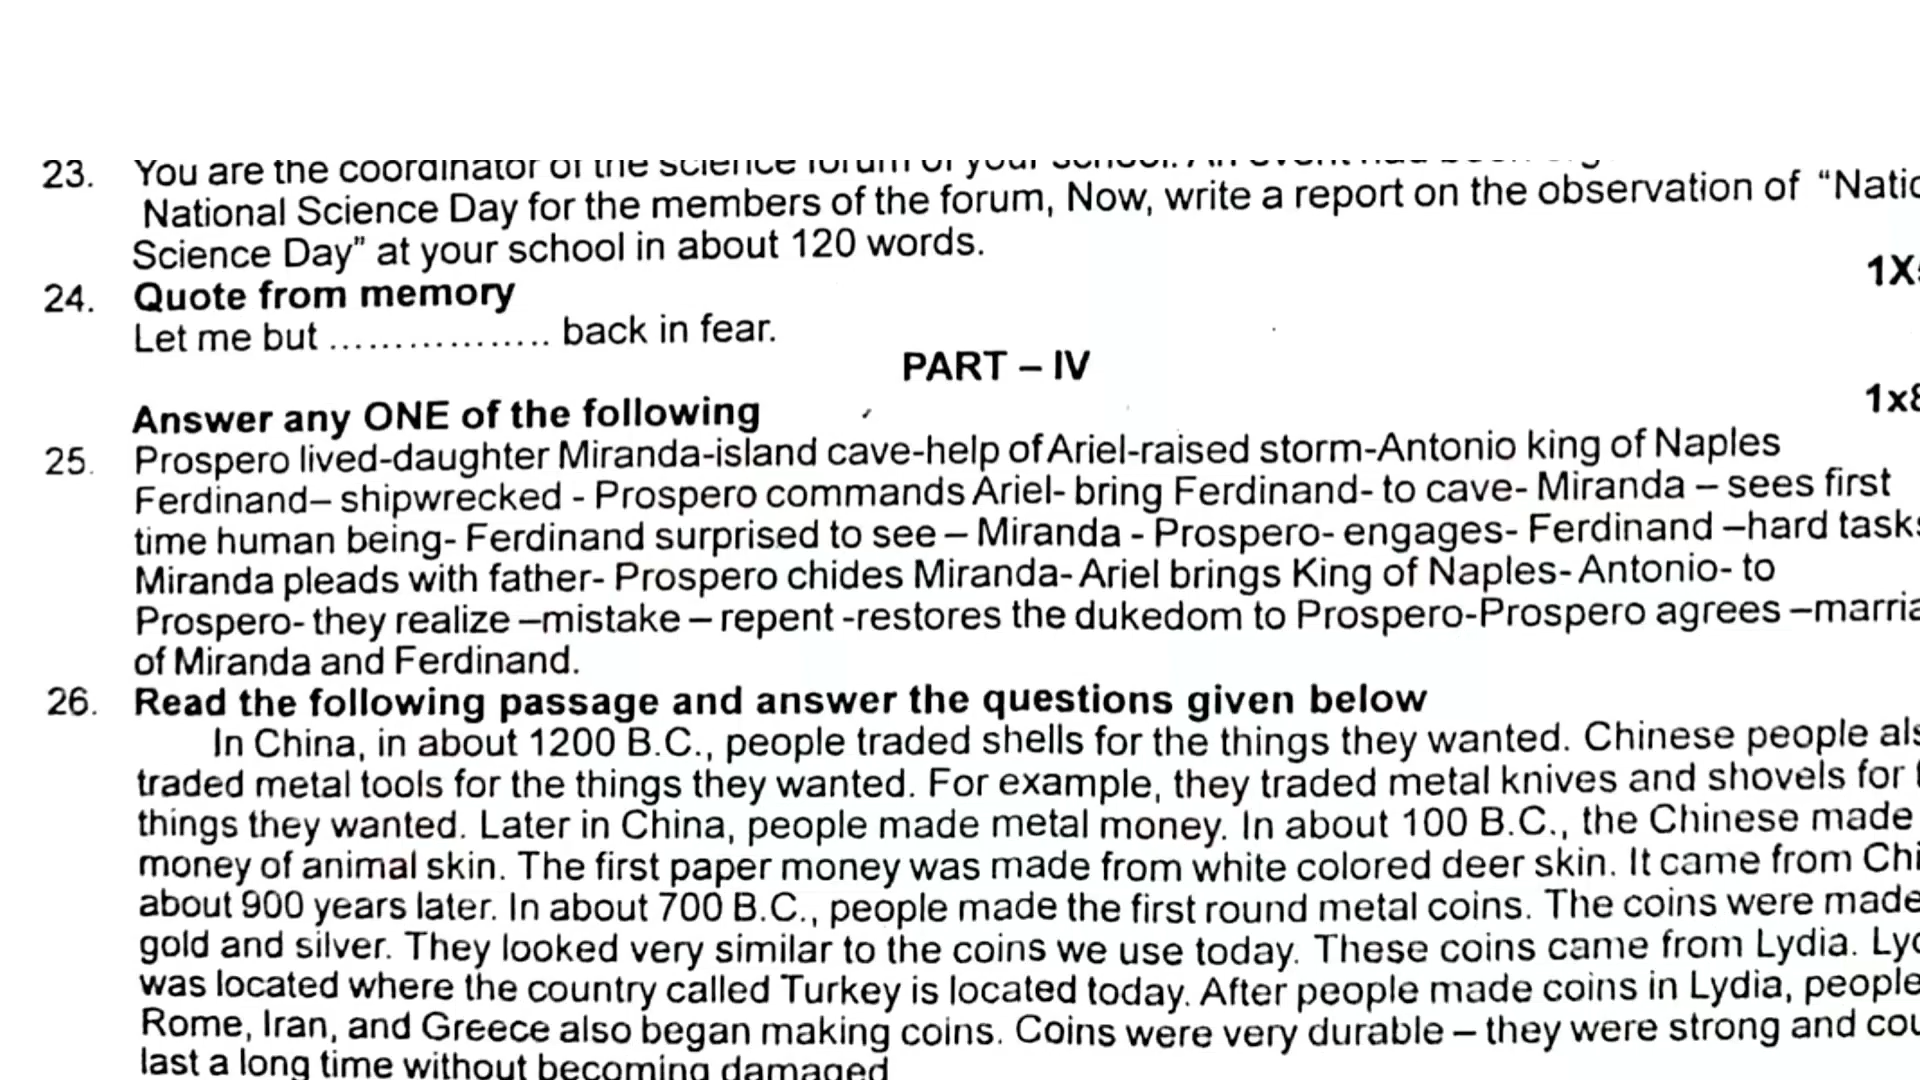 23. You are the coordinator of the science forum of your school. An event had been
National Science Day for the members of the forum, Now, write a report on the observation of “Natio
Science Day” at your school in about 120 words.
1X
24. Quote from memory
Let me but .................. back in fear.
PART – IV
1x8
Answer any ONE of the following
25. Prospero lived-daughter Miranda-island cave-help of Ariel-raised storm-Antonio king of Naples
Ferdinand– shipwrecked - Prospero commands Ariel- bring Ferdinand- to cave- Miranda – sees first
time human being- Ferdinand surprised to see – Miranda - Prospero- engages- Ferdinand –hard tasks
Miranda pleads with father- Prospero chides Miranda- Ariel brings King of Naples- Antonio- to
Prospero- they realize –mistake – repent -restores the dukedom to Prospero-Prospero agrees –marria
of Miranda and Ferdinand.
26. Read the following passage and answer the questions given below
In China, in about 1200 B.C., people traded shells for the things they wanted. Chinese people als
traded metal tools for the things they wanted. For example, they traded metal knives and shovels for
things they wanted. Later in China, people made metal money. In about 100 B.C., the Chinese made
money of animal skin. The first paper money was made from white colored deer skin. It came from Chi
about 900 years later. In about 700 B.C., people made the first round metal coins. The coins were made
gold and silver. They looked very similar to the coins we use today. These coins came from Lydia. Lyd
was located where the country called Turkey is located today. After people made coins in Lydia, people
Rome, Iran, and Greece also began making coins. Coins were very durable – they were strong and cou
last a long time without becoming damaged